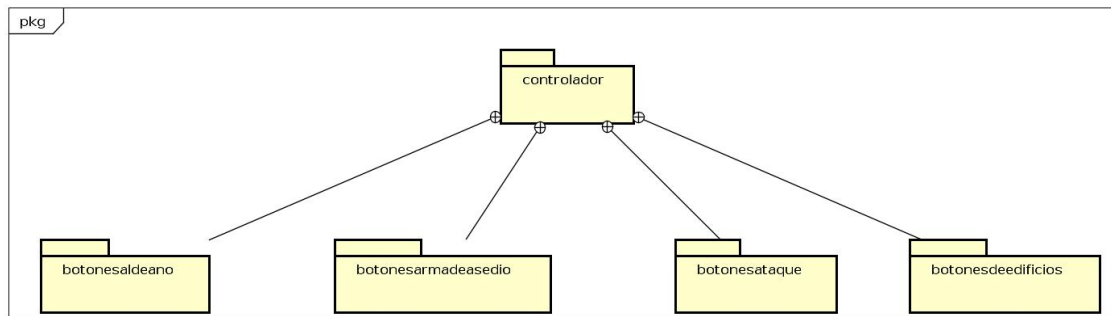 pkg
controlador
botonesaldeano
botonesarmadeasedio
botonesataque
botonesdeedificios